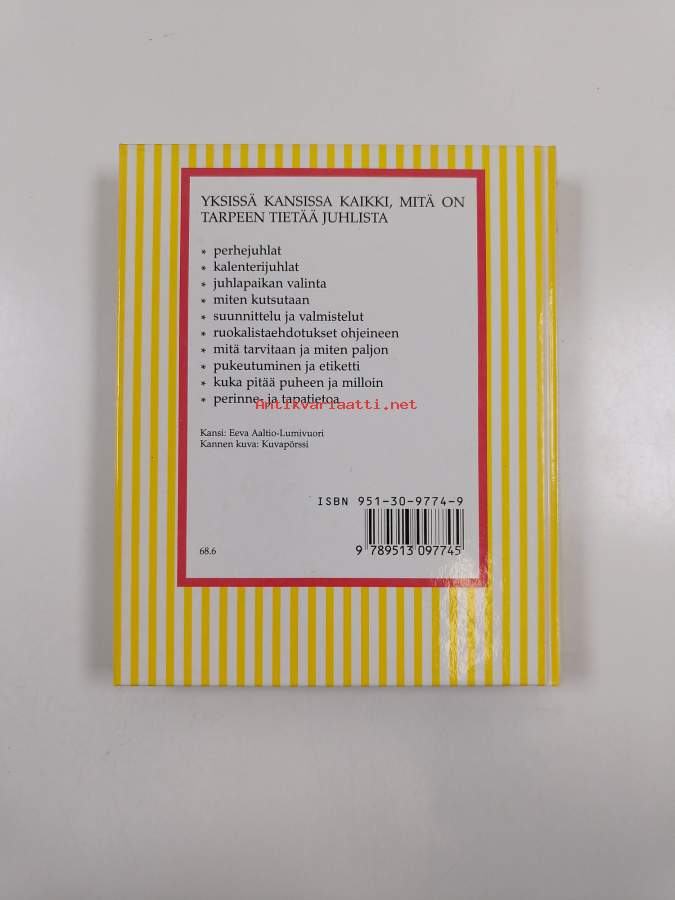 YKSISSÄ KANSISSA KAIKKI, MITÄ ON
TARPEEN TIETÄÄ JUHLISTA
* perhejuhlat
* kalenterijuhlat
* juhlapaikan valinta
* miten kutsutaan
* suunnittelu ja valmistelut
* ruokalistaehdotukset ohjeineen
* mitä tarvitaan ja miten paljon
* pukeutuminen ja etiketti
* kuka pitää puheen ja milloin
* perinne- ja tapatietoa
Antikvariaatti.net
Kansi: Eeva Aaltio-Lumivuori
Kannen kuva: Kuvapörssi
ISBN 951-30-9774-9
68.6
9 789513 097745